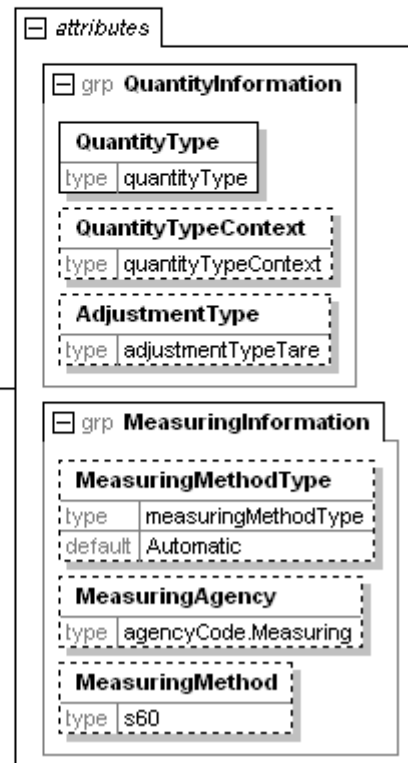 attributes
grp QuantityInformation
QuantityType
type quantityType
QuantityTypeContext
type quantityTypeContext
AdjustmentType
type adjustmentTypeTare
grp MeasuringInformation
MeasuringMethodType
type measuringMethodType
default Automatic
MeasuringAgency
type agencyCode.Measuring
MeasuringMethod
type s60